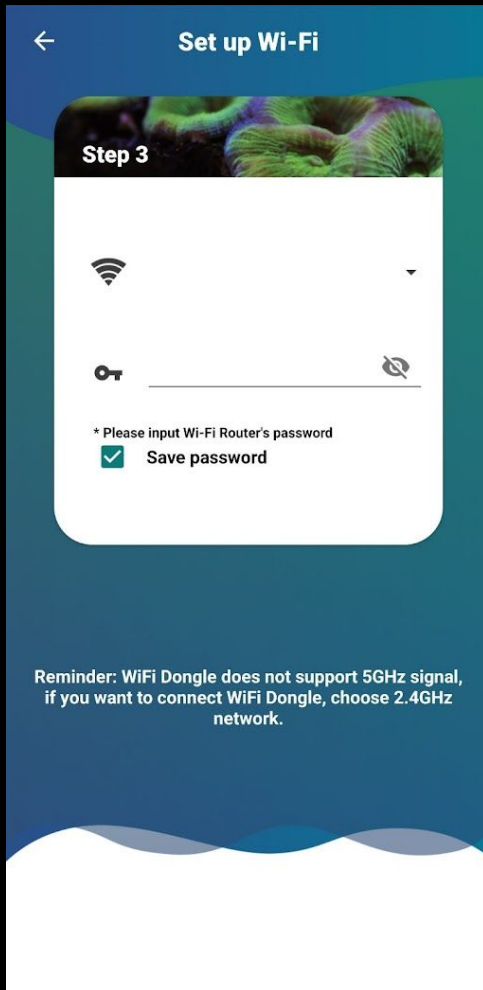 Set up Wi-Fi
Step 3
* Please input Wi-Fi Router's password
Save password
Reminder: WiFi Dongle does not support 5GHz signal,
if you want to connect WiFi Dongle, choose 2.4GHz
network.